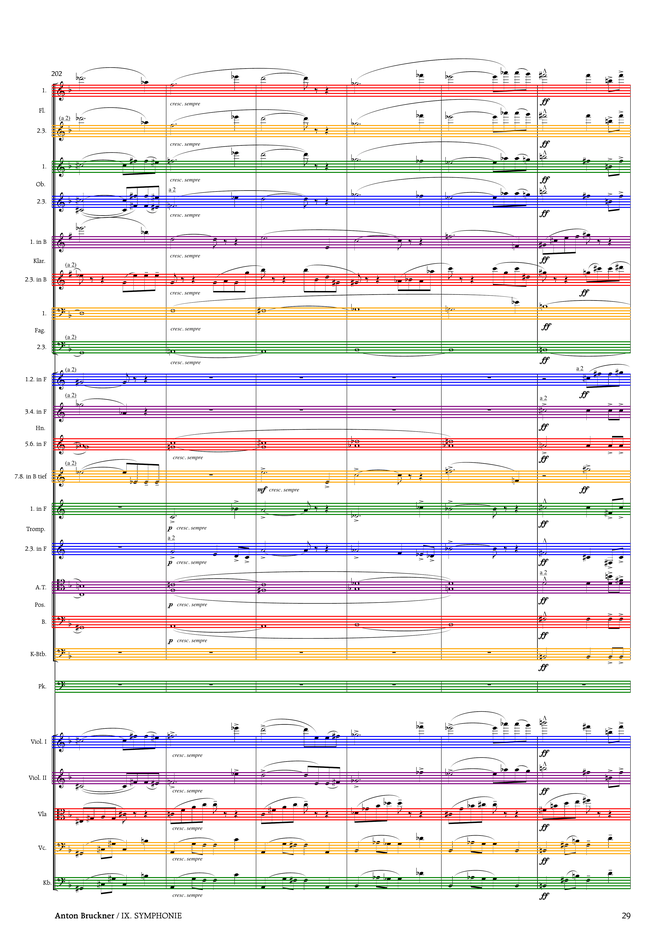 202
1.
cresc. sempre
ff
Fl.
(a 2)
2.3.
cresc. sempre
ff
1.
cresc. sempre
ff
Ob.
a 2
2.3.
cresc. sempre
ff
1. in B
cresc. sempre
ff
Klar.
(a 2)
2.3. in B
cresc. sempre
ff
1.
cresc. sempre
ff
Fag.
(a 2)
2.3.
cresc. sempre
ff
(a 2) a 2
1.2. in F
ff
(a 2) a 2
3.4. in F
ff
Hn.
5.6. in F
cresc. sempre
ff
(a 2)
7.8. in B tief
mf cresc. sempre
ff
1. in F
p cresc. sempre
ff
Tromp.
a 2
2.3. in F
p cresc. sempre
ff
a 2
A.T.
p cresc. sempre
ff
Pos.
B.
p cresc. sempre
ff
K-Btb.
ff
Pk.
Viol. I
cresc. sempre
ff
Viol. II
cresc. sempre
ff
Vla
cresc. sempre
ff
Vc.
cresc. sempre
ff
Kb.
cresc. sempre
ff
Anton Bruckner / IX. SYMPHONIE 29